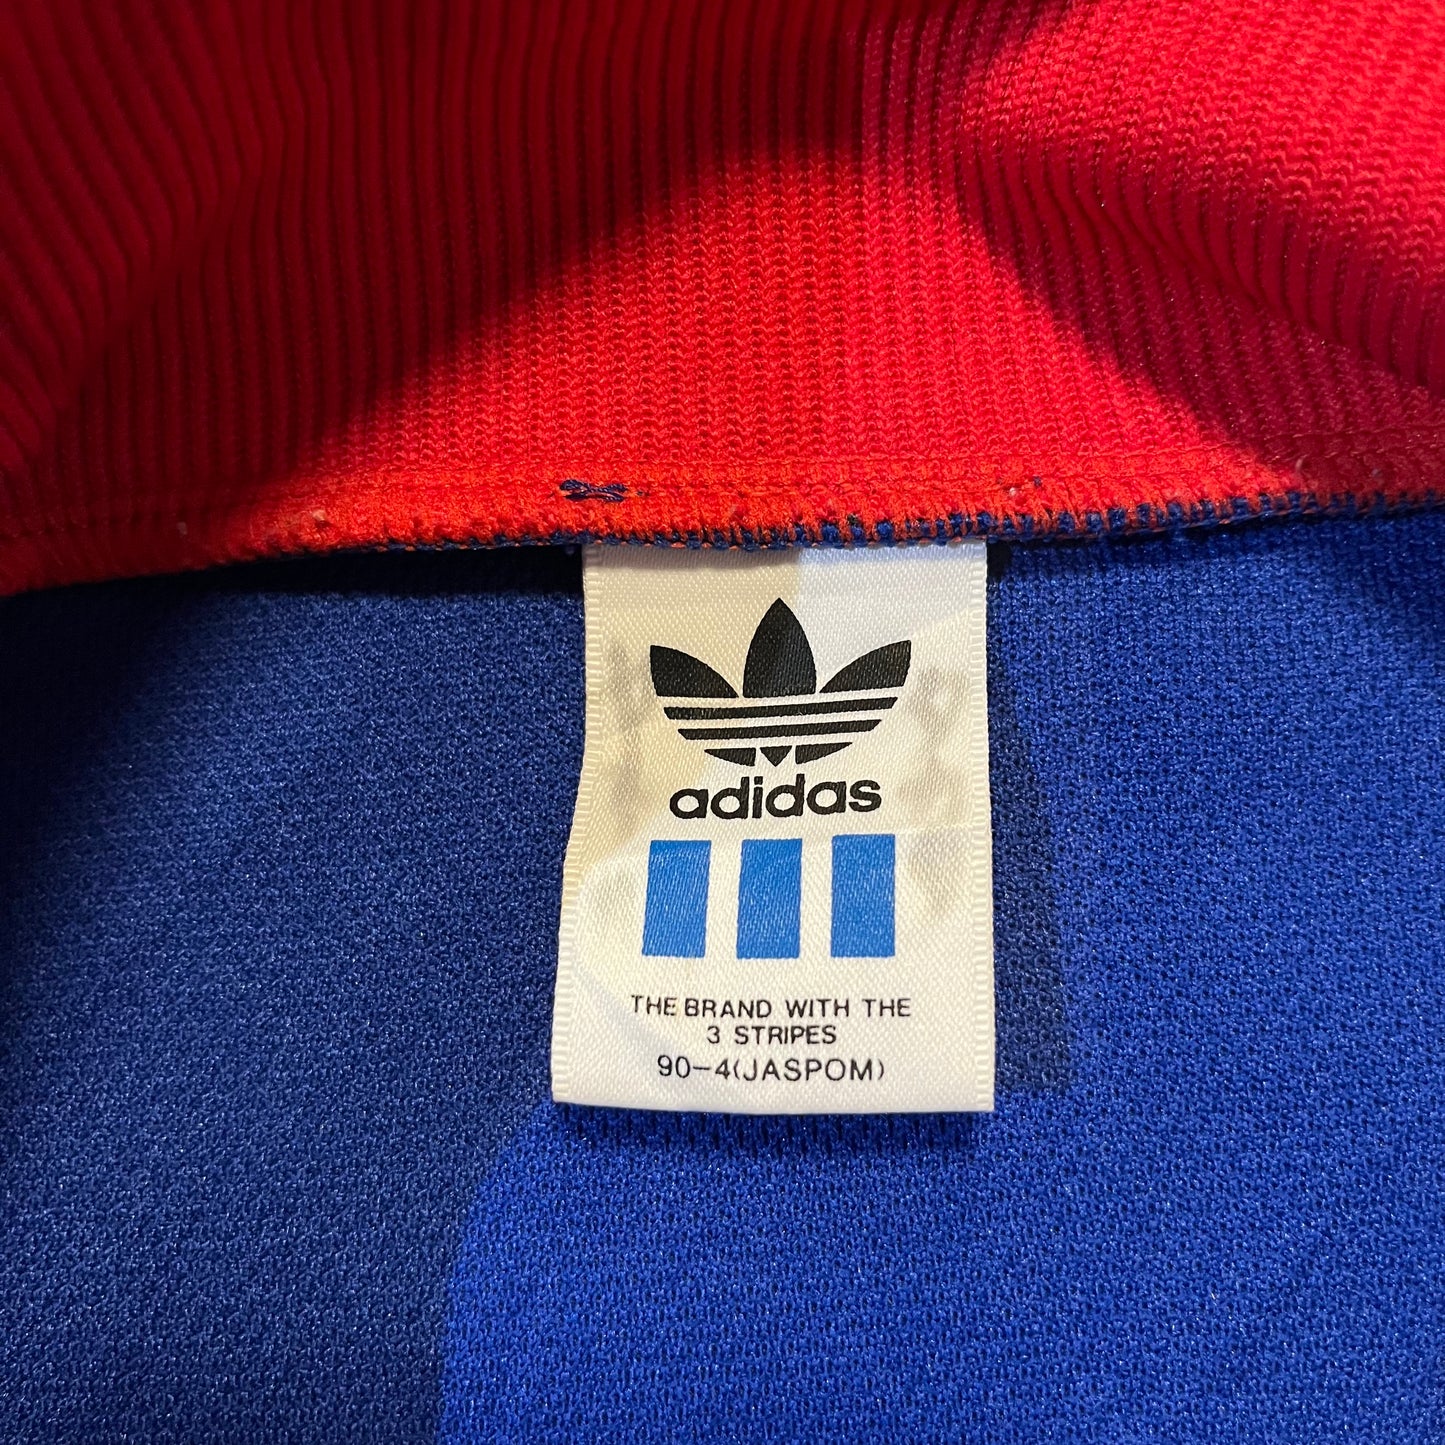 adidas
THE BRAND WITH THE
3 STRIPES
90-4(JASPOM)